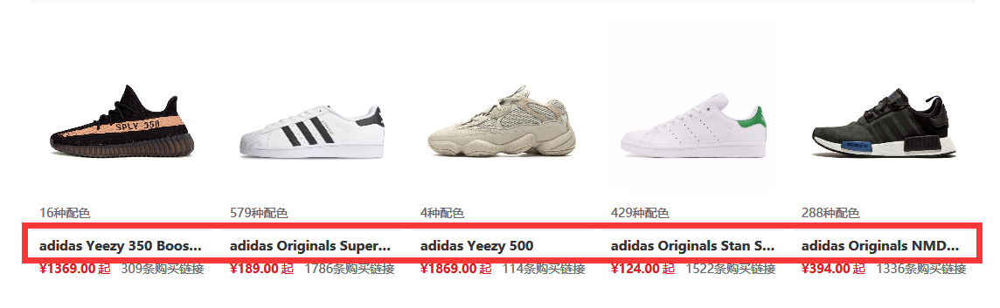 SPLY-350
adidas
16种配色
579种配色
4种配色
429种配色
288种配色
adidas Yeezy 350 Boos...
adidas Originals Super...
adidas Yeezy 500
adidas Originals Stan S...
adidas Originals NMD...
¥1369.00 起 309条购买链接
¥189.00 起 1786条购买链接
¥1869.00 起 114条购买链接
¥124.00 起 1522条购买链接
¥394.00 起 1336条购买链接